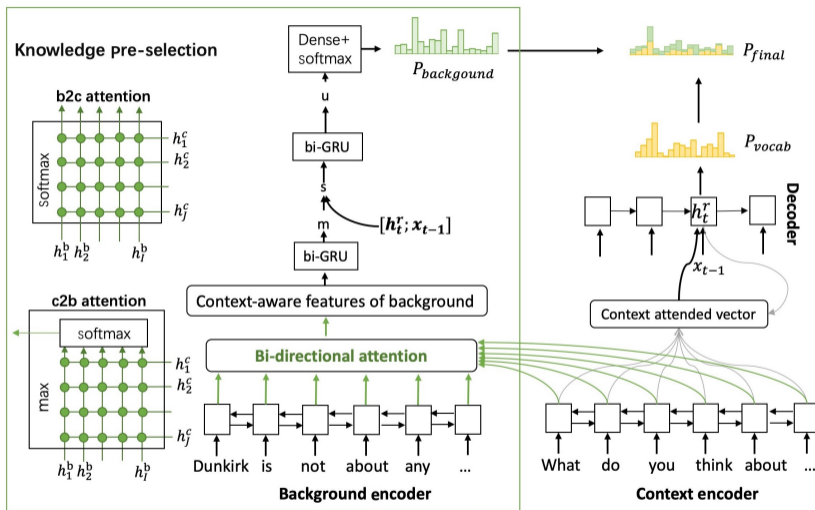 Knowledge pre-selection
b2c attention
softmax
h_1^c
h_2^c
h_J^c
h_1^b h_2^b h_I^b
c2b attention
softmax
max
h_1^c
h_2^c
h_J^c
h_1^b h_2^b h_I^b
Dense+
softmax
P_backgound
u
bi-GRU
s
m
[h_t^r; x_{t-1}]
bi-GRU
Context-aware features of background
Bi-directional attention
Dunkirk is not about any ...
Background encoder
P_final
P_vocab
Decoder
h_t^r
x_{t-1}
Context attended vector
...
What do you think about ...
Context encoder